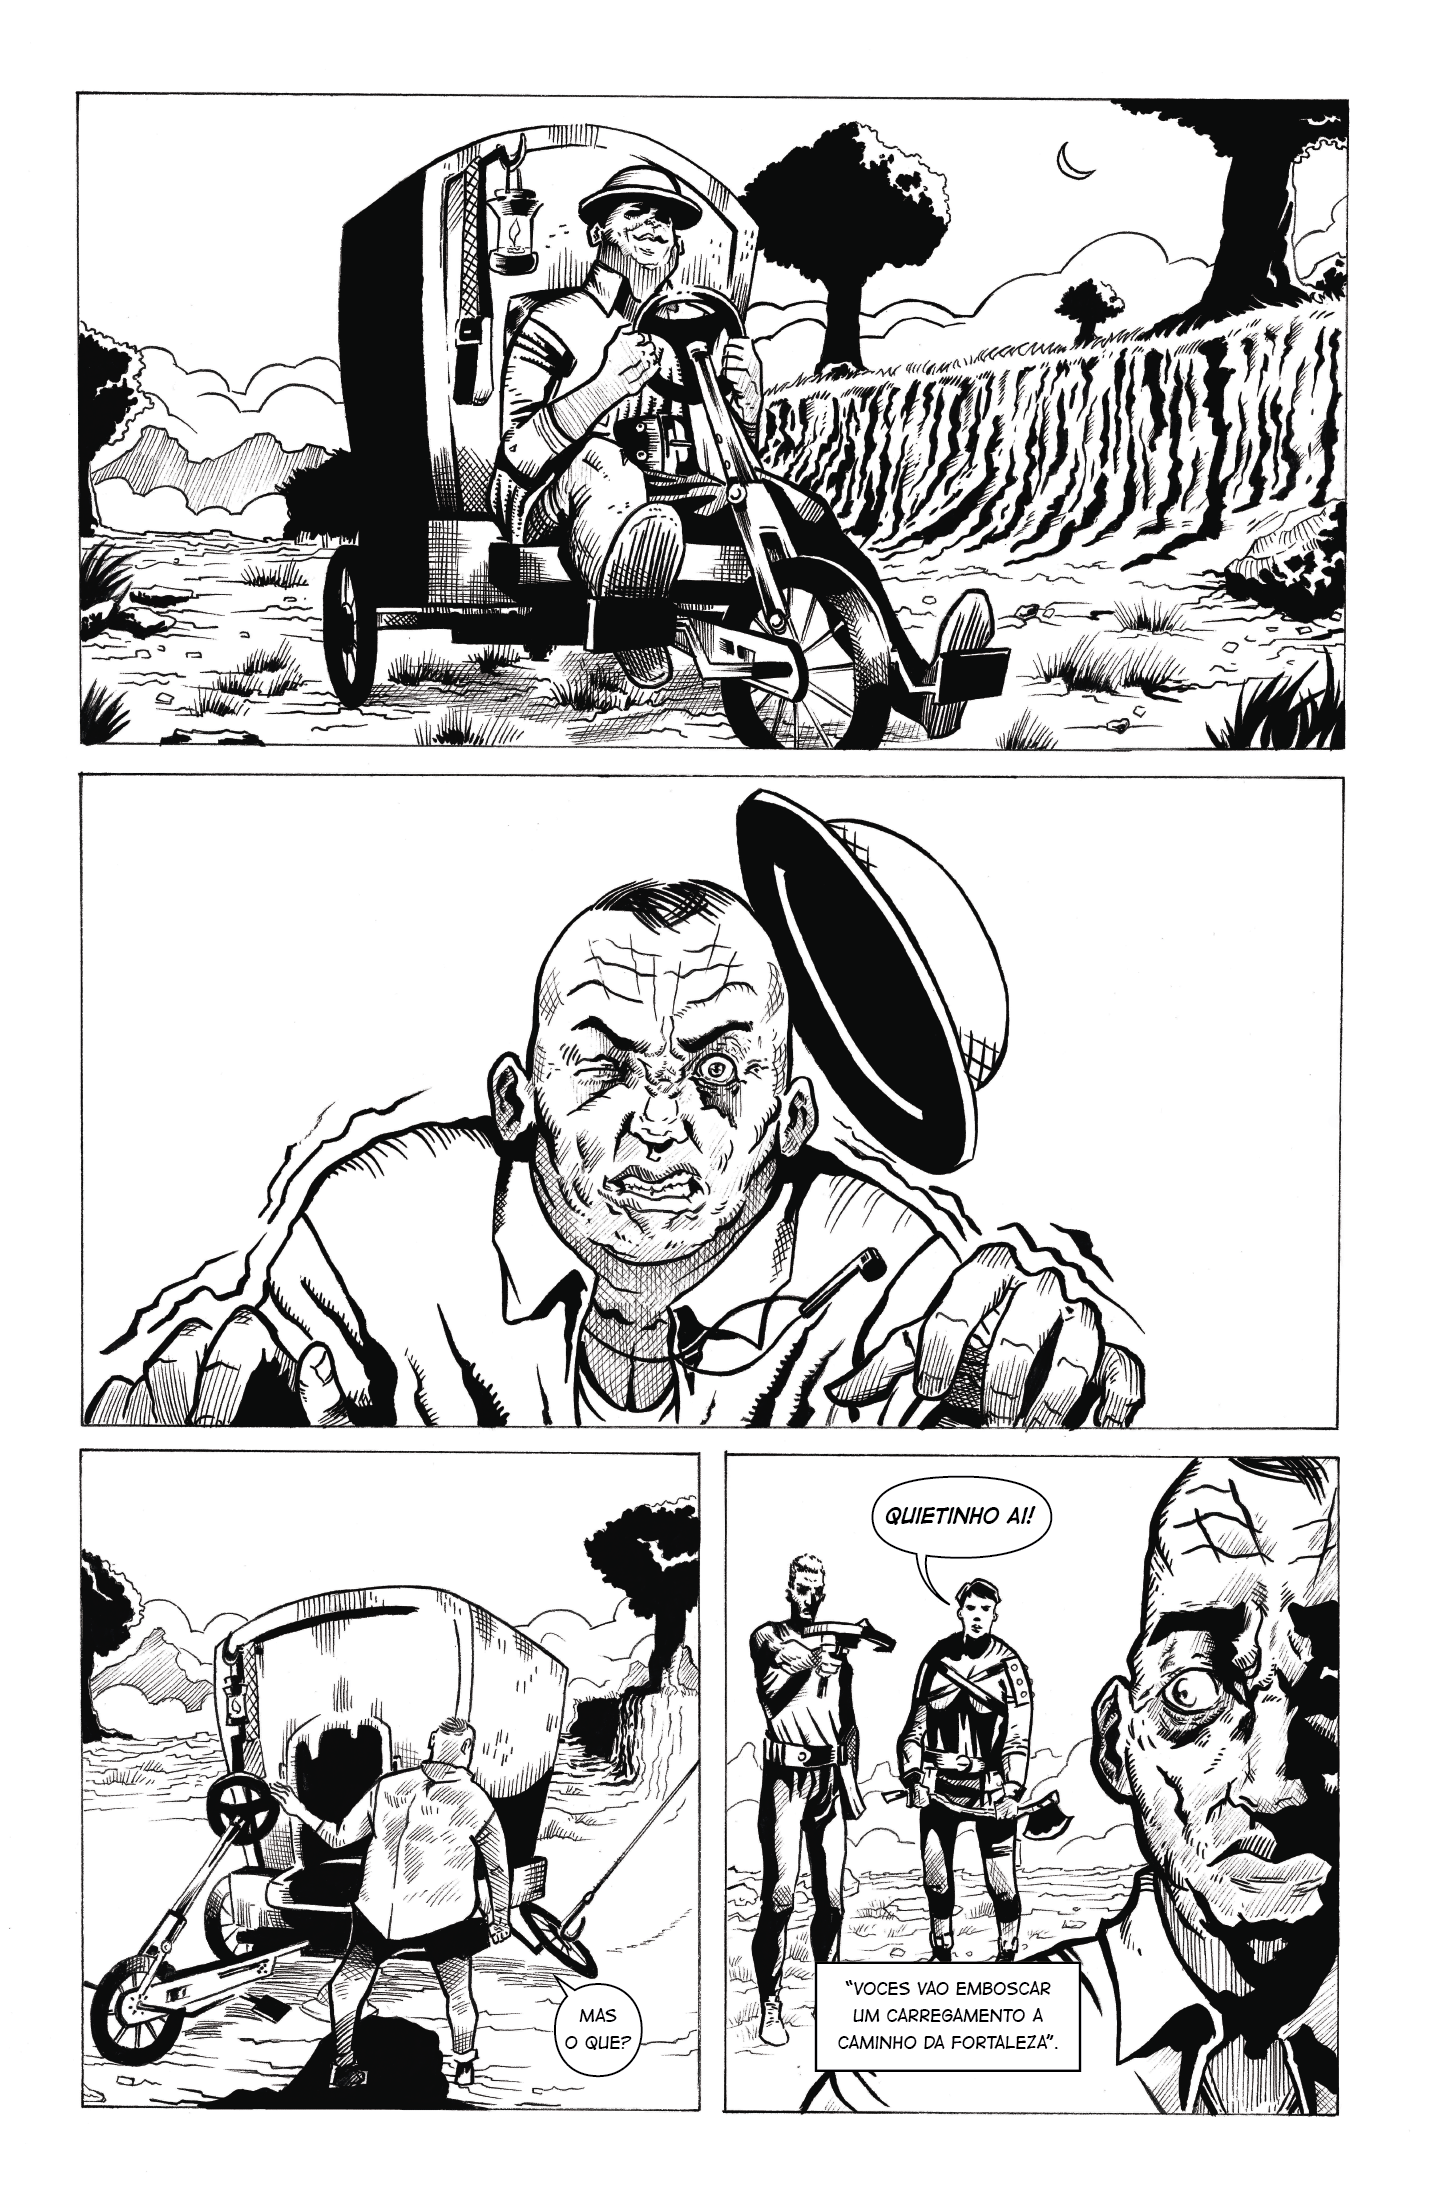 MAS
O QUE?
QUIETINHO AI!
“VOCES VAO EMBOSCAR
UM CARREGAMENTO A
CAMINHO DA FORTALEZA”.